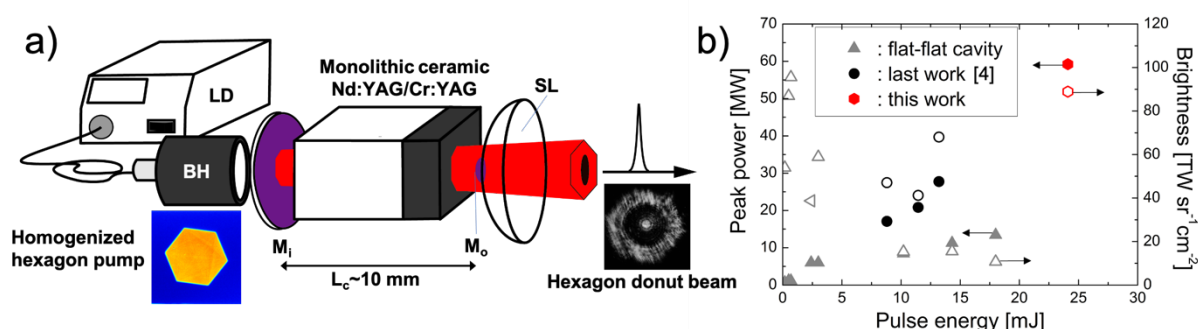 a)
LD
BH
Monolithic ceramic
Nd:YAG/Cr:YAG
SL
Homogenized
hexagon pump
Mi
Mo
Lc~10 mm
Hexagon donut beam
b)
: flat-flat cavity
: last work [4]
: this work
Peak power [MW]
70
60
50
40
30
20
10
0
0 5 10 15 20 25 30
Pulse energy [mJ]
120
100
80
60
40
20
0
Brightness [TW sr⁻¹ cm⁻²]